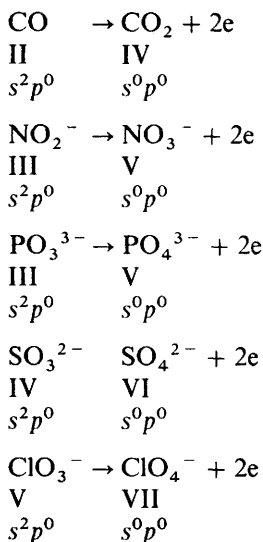 CO → CO₂ + 2e
II IV
s²p⁰ s⁰p⁰
NO₂⁻ → NO₃⁻ + 2e
III V
s²p⁰ s⁰p⁰
PO₃³⁻ → PO₄³⁻ + 2e
III V
s²p⁰ s⁰p⁰
SO₃²⁻ SO₄²⁻ + 2e
IV VI
s²p⁰ s⁰p⁰
ClO₃⁻ → ClO₄⁻ + 2e
V VII
s²p⁰ s⁰p⁰